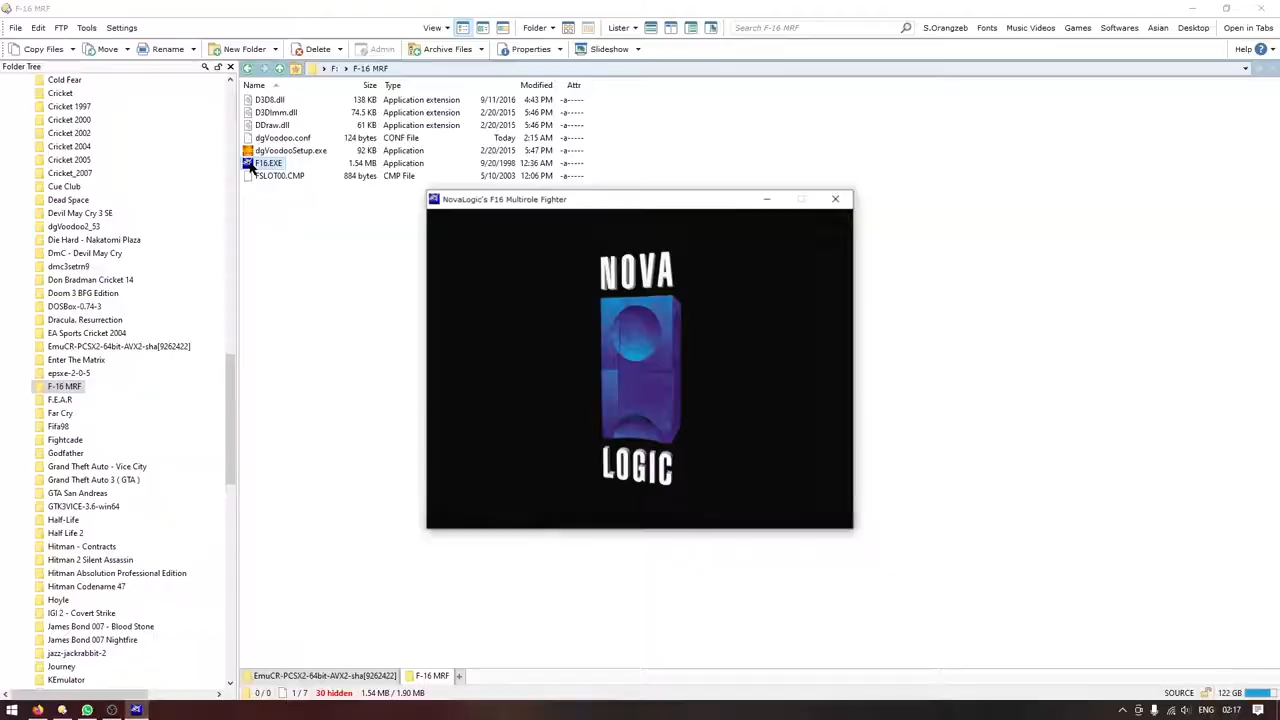 F-16 MRF
File Edit FTP Tools Settings View Folder Lister Search F-16 MRF S.Orangzeb Fonts Music Videos Softwares Asian Desktop Open in Tabs
Copy Files Move Rename New Folder Delete Admin Archive Files Properties Slideshow Help
Folder Tree
F: F-16 MRF
Name Size Type Modified Attr
D3D8.dll 138 KB Application extension 9/11/2016 4:43 PM -a-----
D3DImm.dll 74.5 KB Application extension 2/20/2015 5:46 PM -a-----
DDraw.dll 61 KB Application extension 2/20/2015 5:46 PM -a-----
dgVoodoo.conf 124 bytes CONF File Today 2:15 AM -a-----
dgVoodooSetup.exe 92 KB Application 2/20/2015 5:47 PM -a-----
F16.EXE 1.54 MB Application 9/20/1998 12:36 AM -a-----
FSLOT00.CMP 884 bytes CMP File 5/10/2003 12:06 PM -a-----
Cold Fear
Cricket
Cricket 1997
Cricket 2000
Cricket 2002
Cricket 2004
Cricket 2005
Cricket_2007
Cue Club
Dead Space
Devil May Cry 3 SE
dgVoodoo2_53
Die Hard - Nakatomi Plaza
DmC - Devil May Cry
dmc3setrn9
Don Bradman Cricket 14
Doom 3 BFG Edition
DOSBox-0.74-3
Dracula. Resurrection
EA Sports Cricket 2004
EmuCR-PCSX2-64bit-AVX2-sha[9262422]
Enter The Matrix
epsxe-2-0-5
F-16 MRF
F.E.A.R
Far Cry
Fifa98
Fightcade
Godfather
Grand Theft Auto - Vice City
Grand Theft Auto 3 ( GTA )
GTA San Andreas
GTK3VICE-3.6-win64
Half-Life
Half Life 2
Hitman - Contracts
Hitman 2 Silent Assassin
Hitman Absolution Professional Edition
Hitman Codename 47
Hoyle
IGI 2 - Covert Strike
James Bond 007 - Blood Stone
James Bond 007 Nightfire
jazz-jackrabbit-2
Journey
KEmulator
NovaLogic's F16 Multirole Fighter
NOVA
LOGIC
EmuCR-PCSX2-64bit-AVX2-sha[9262422] F-16 MRF
0 / 0 1 / 7 30 hidden 1.54 MB / 1.90 MB SOURCE 122 GB
ENG 02:17